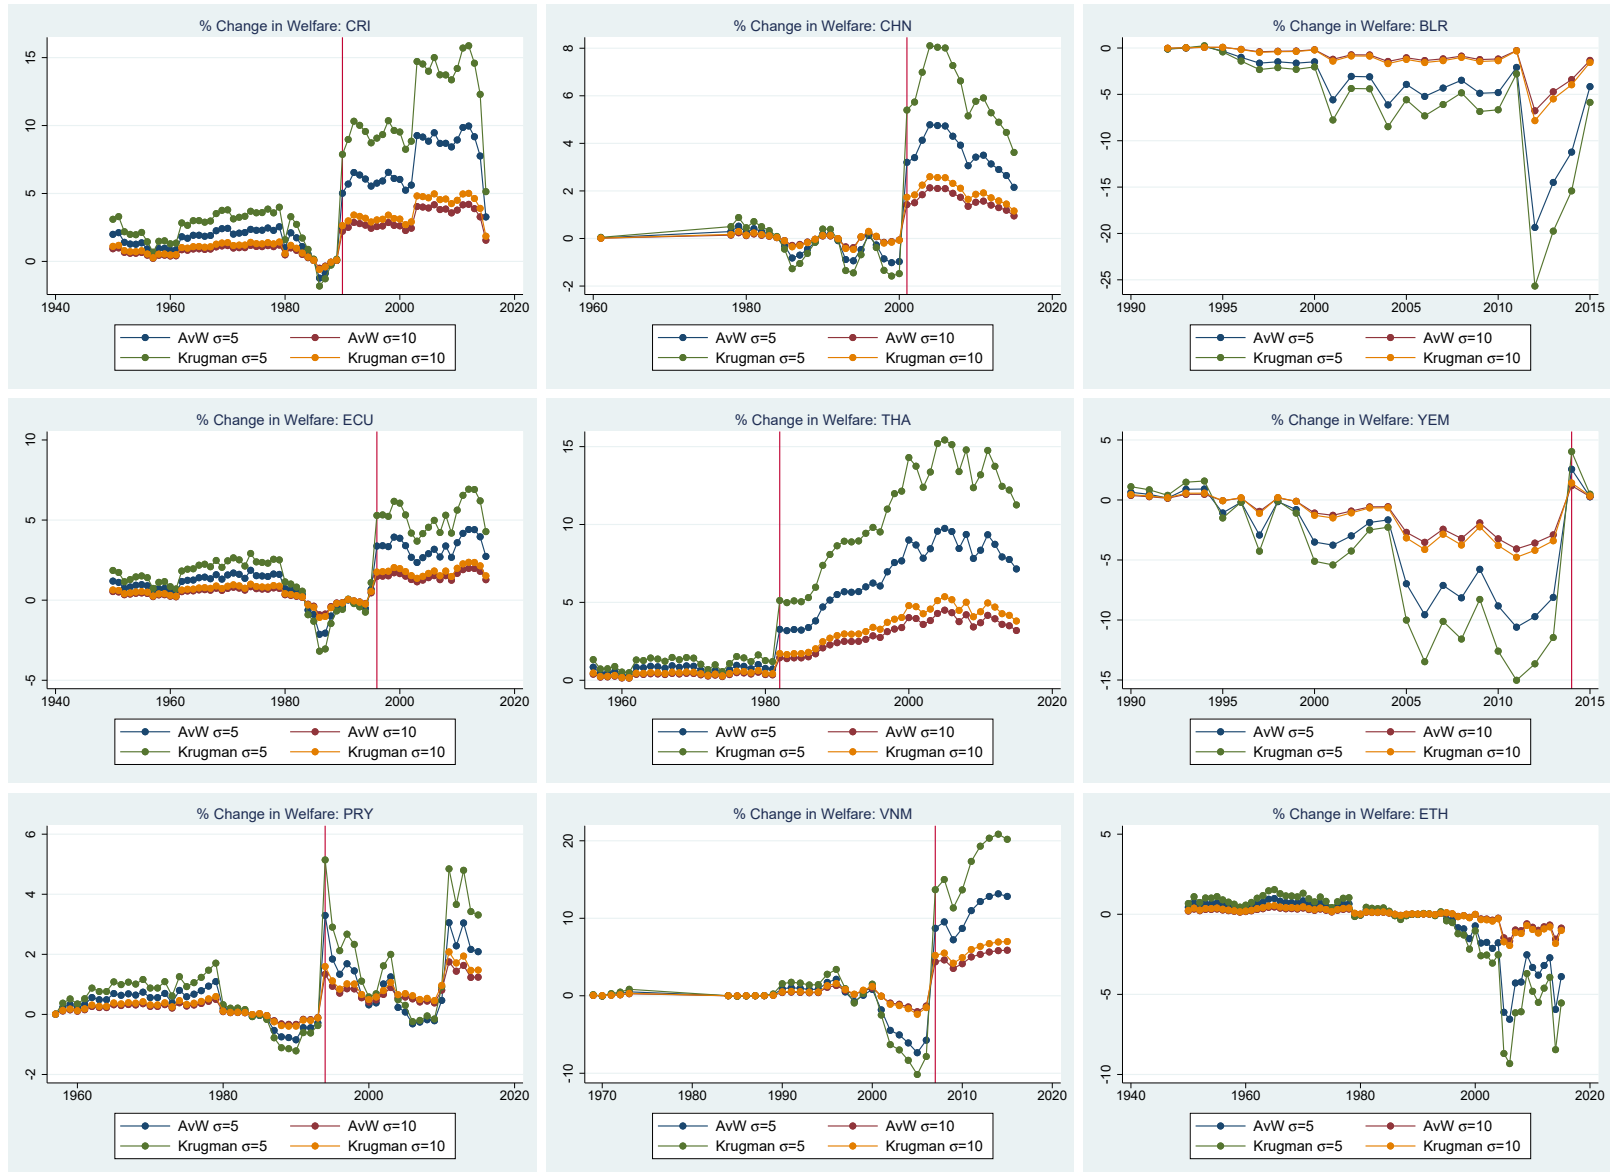 % Change in Welfare: CRI
15
10
5
0
1940 1960 1980 2000 2020
AvW σ=5 AvW σ=10
Krugman σ=5 Krugman σ=10
% Change in Welfare: CHN
8
6
4
2
0
-2
1960 1970 1980 1990 2000 2010 2020
AvW σ=5 AvW σ=10
Krugman σ=5 Krugman σ=10
% Change in Welfare: BLR
0
-5
-10
-15
-20
-25
1990 1995 2000 2005 2010 2015
AvW σ=5 AvW σ=10
Krugman σ=5 Krugman σ=10
% Change in Welfare: ECU
10
5
0
-5
1940 1960 1980 2000 2020
AvW σ=5 AvW σ=10
Krugman σ=5 Krugman σ=10
% Change in Welfare: THA
15
10
5
0
1960 1980 2000 2020
AvW σ=5 AvW σ=10
Krugman σ=5 Krugman σ=10
% Change in Welfare: YEM
5
0
-5
-10
-15
1990 1995 2000 2005 2010 2015
AvW σ=5 AvW σ=10
Krugman σ=5 Krugman σ=10
% Change in Welfare: PRY
6
4
2
0
-2
1960 1980 2000 2020
AvW σ=5 AvW σ=10
Krugman σ=5 Krugman σ=10
% Change in Welfare: VNM
20
10
0
-10
1970 1980 1990 2000 2010 2020
AvW σ=5 AvW σ=10
Krugman σ=5 Krugman σ=10
% Change in Welfare: ETH
5
0
-5
-10
1940 1960 1980 2000 2020
AvW σ=5 AvW σ=10
Krugman σ=5 Krugman σ=10